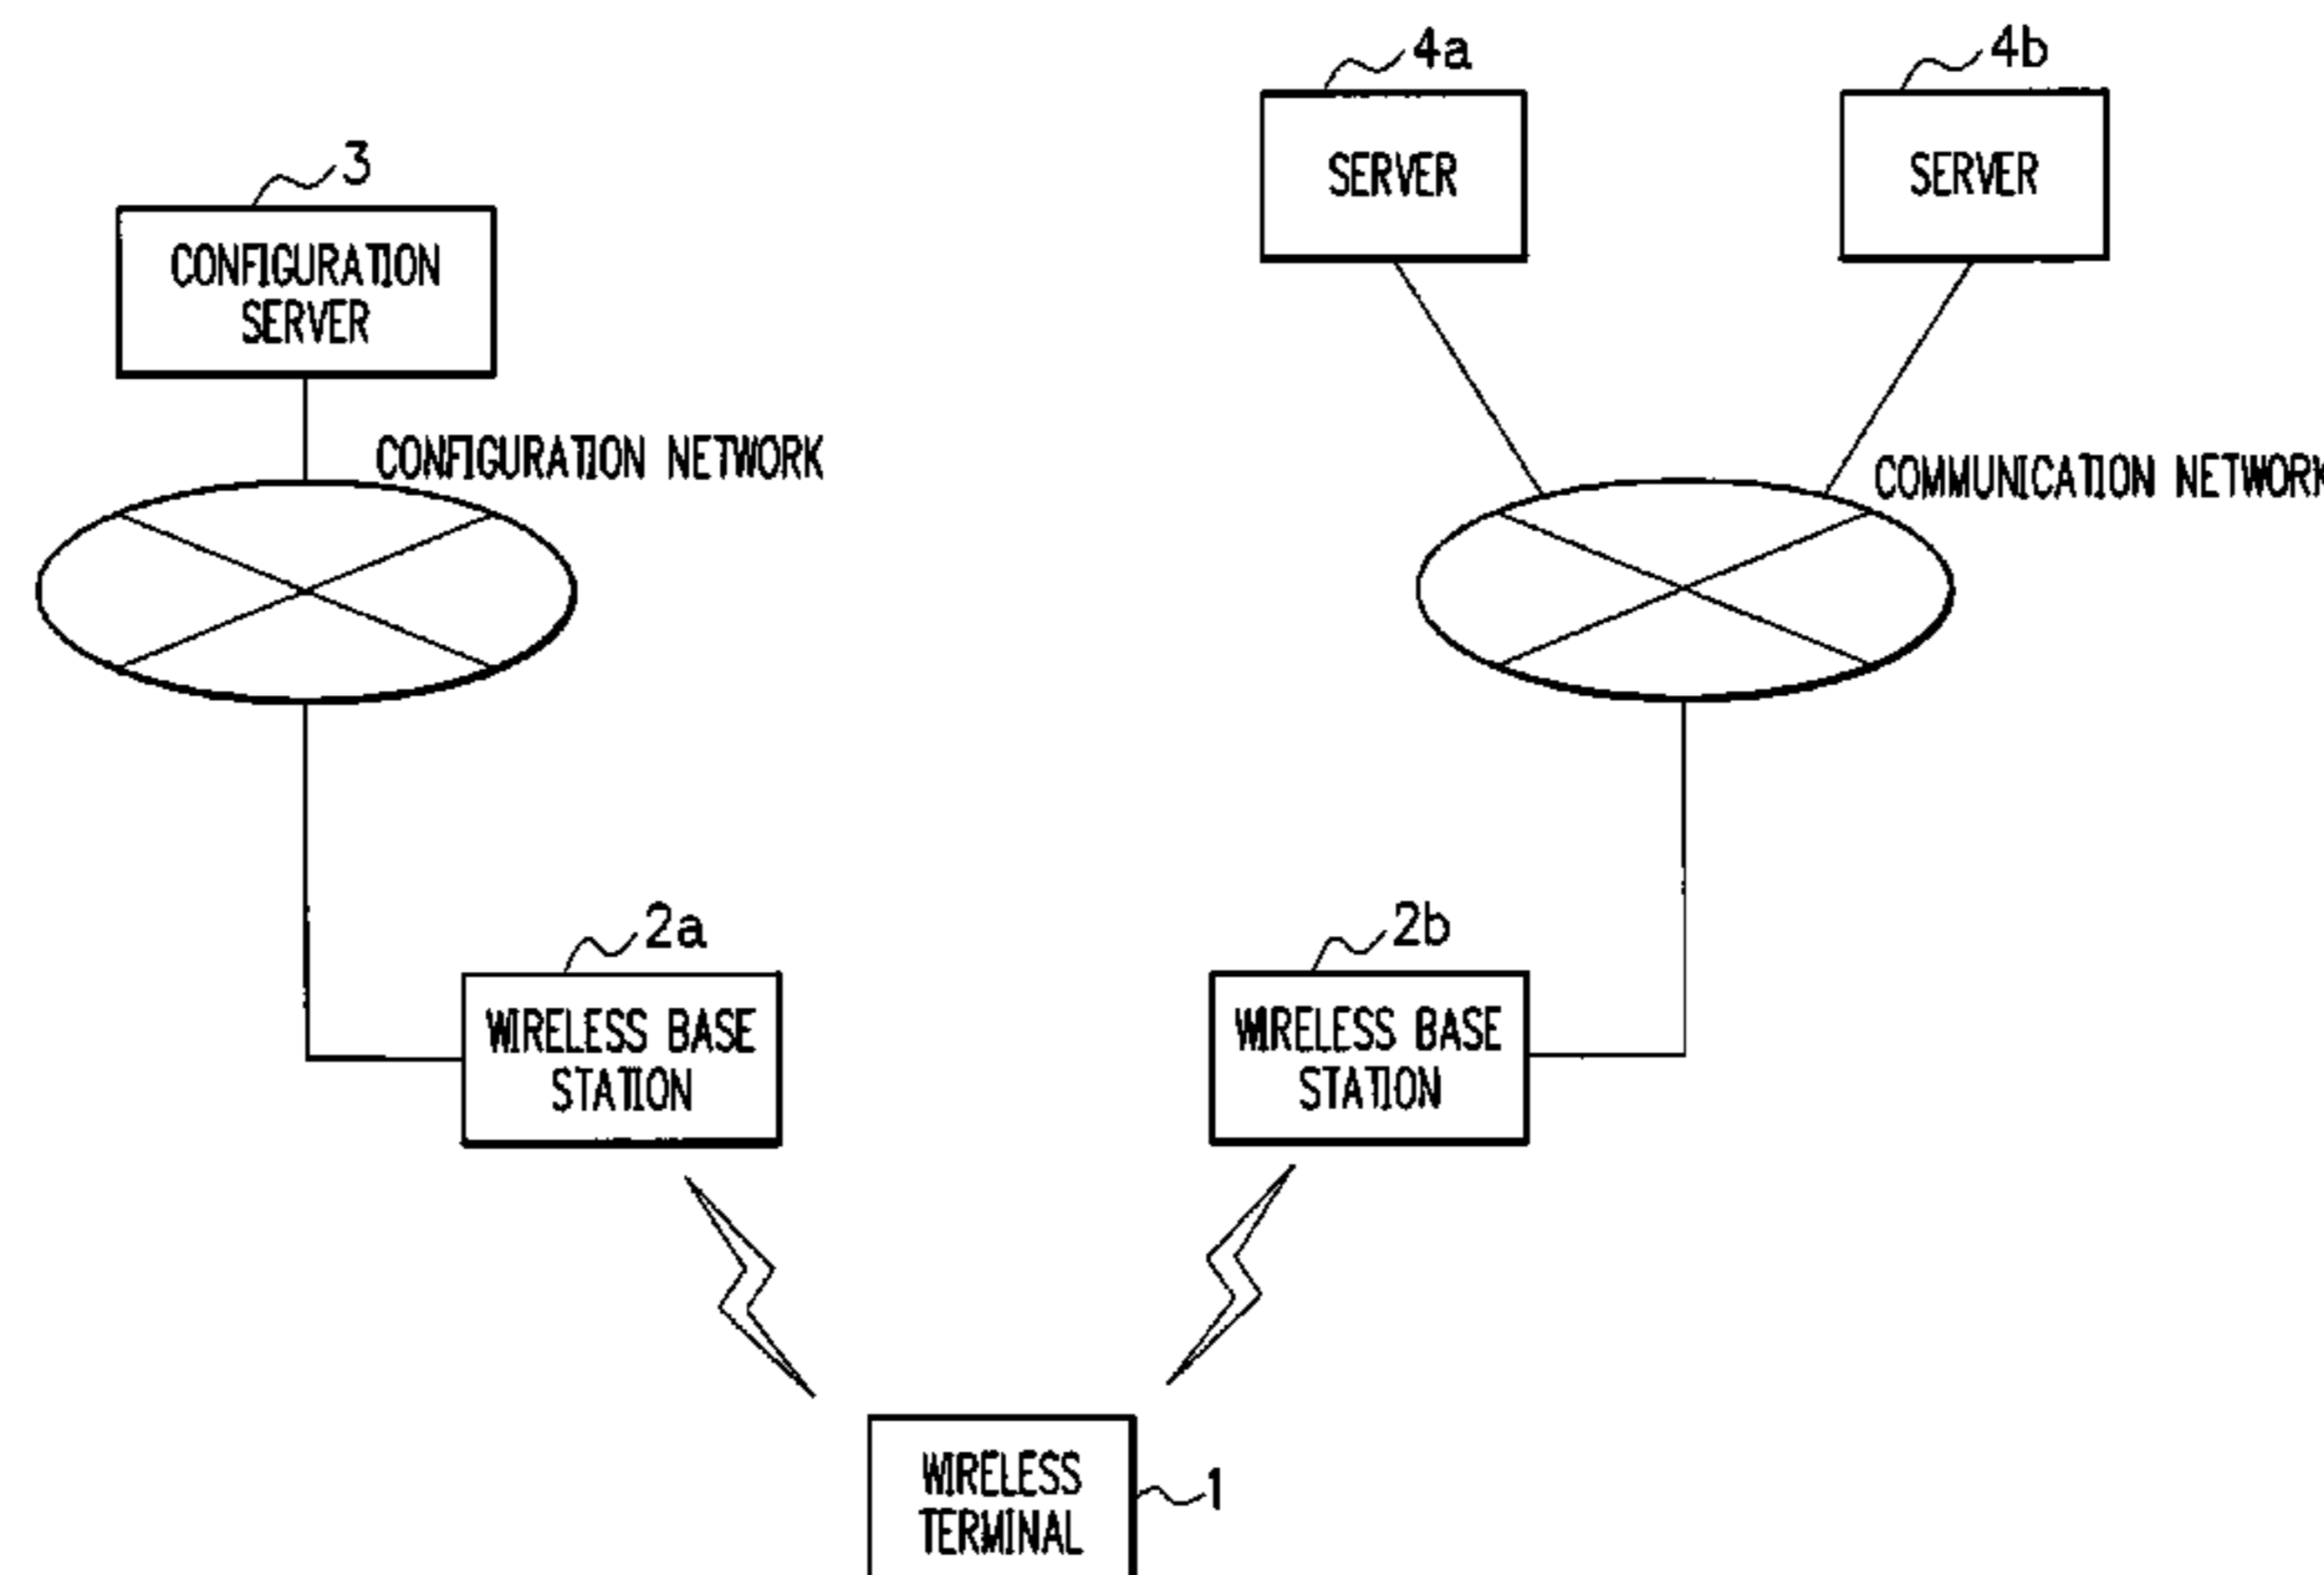 4a
4b
SERVER
SERVER
3
CONFIGURATION
SERVER
CONFIGURATION NETWORK
COMMUNICATION NETWORK
2a
2b
WIRELESS BASE
STATION
WIRELESS BASE
STATION
WIRELESS
TERMINAL
1